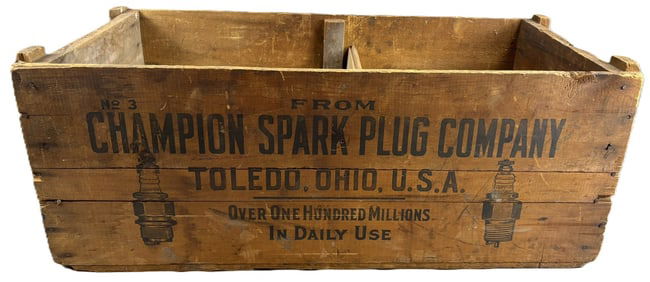 Nº 3
FROM
CHAMPION SPARK PLUG COMPANY
TOLEDO, OHIO, U.S.A.
OVER ONE HUNDRED MILLIONS
IN DAILY USE